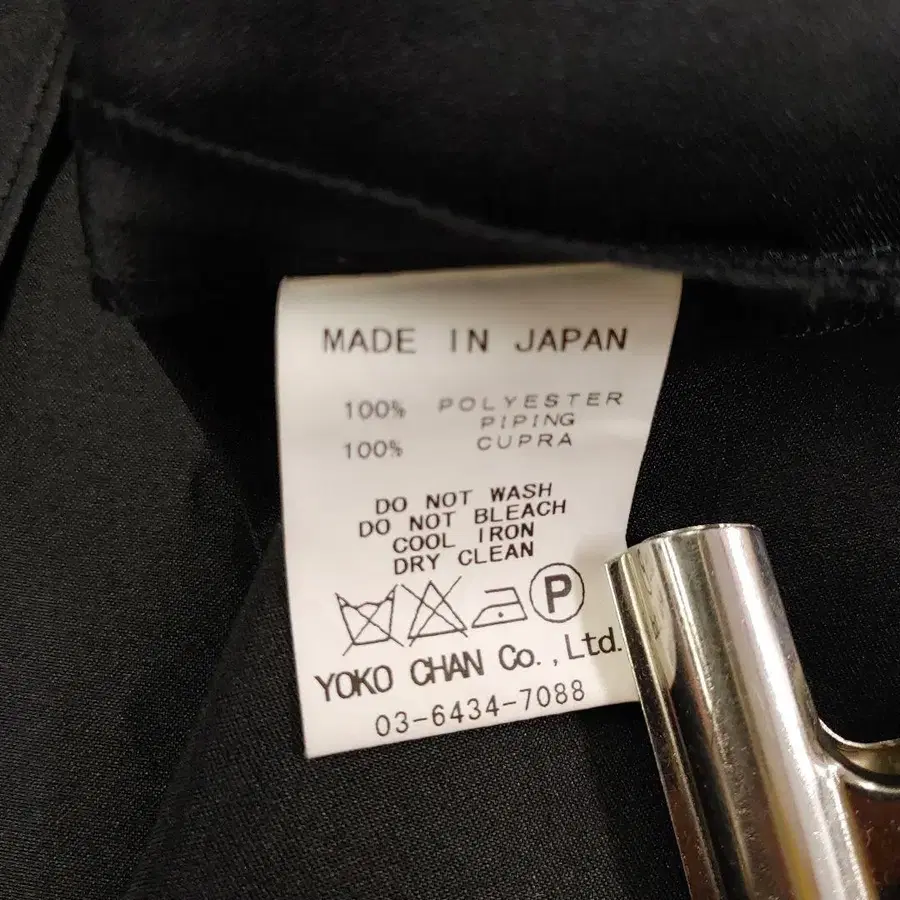 MADE IN JAPAN
100% POLYESTER
PIPING
100% CUPRA
DO NOT WASH
DO NOT BLEACH
COOL IRON
DRY CLEAN
P
YOKO CHAN Co.,Ltd.
03-6434-7088